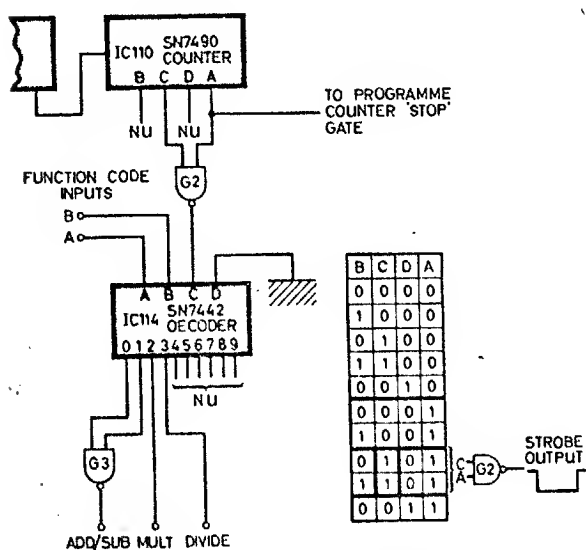 IC110 SN7490
COUNTER
B C D A
NU NU
TO PROGRAMME
COUNTER 'STOP'
GATE
G2
FUNCTION CODE
INPUTS
B
A
A B C D
IC114 SN7442
OECODER
0 1 2 3 4 5 6 7 8 9
NU
G3
ADD/SUB MULT DIVIDE
B C D A
0 0 0 0
1 0 0 0
0 1 0 0
1 1 0 0
0 0 1 0
0 0 0 1
1 0 0 1
0 1 0 1
1 1 0 1
0 0 1 1
C
A
G2
STROBE
OUTPUT